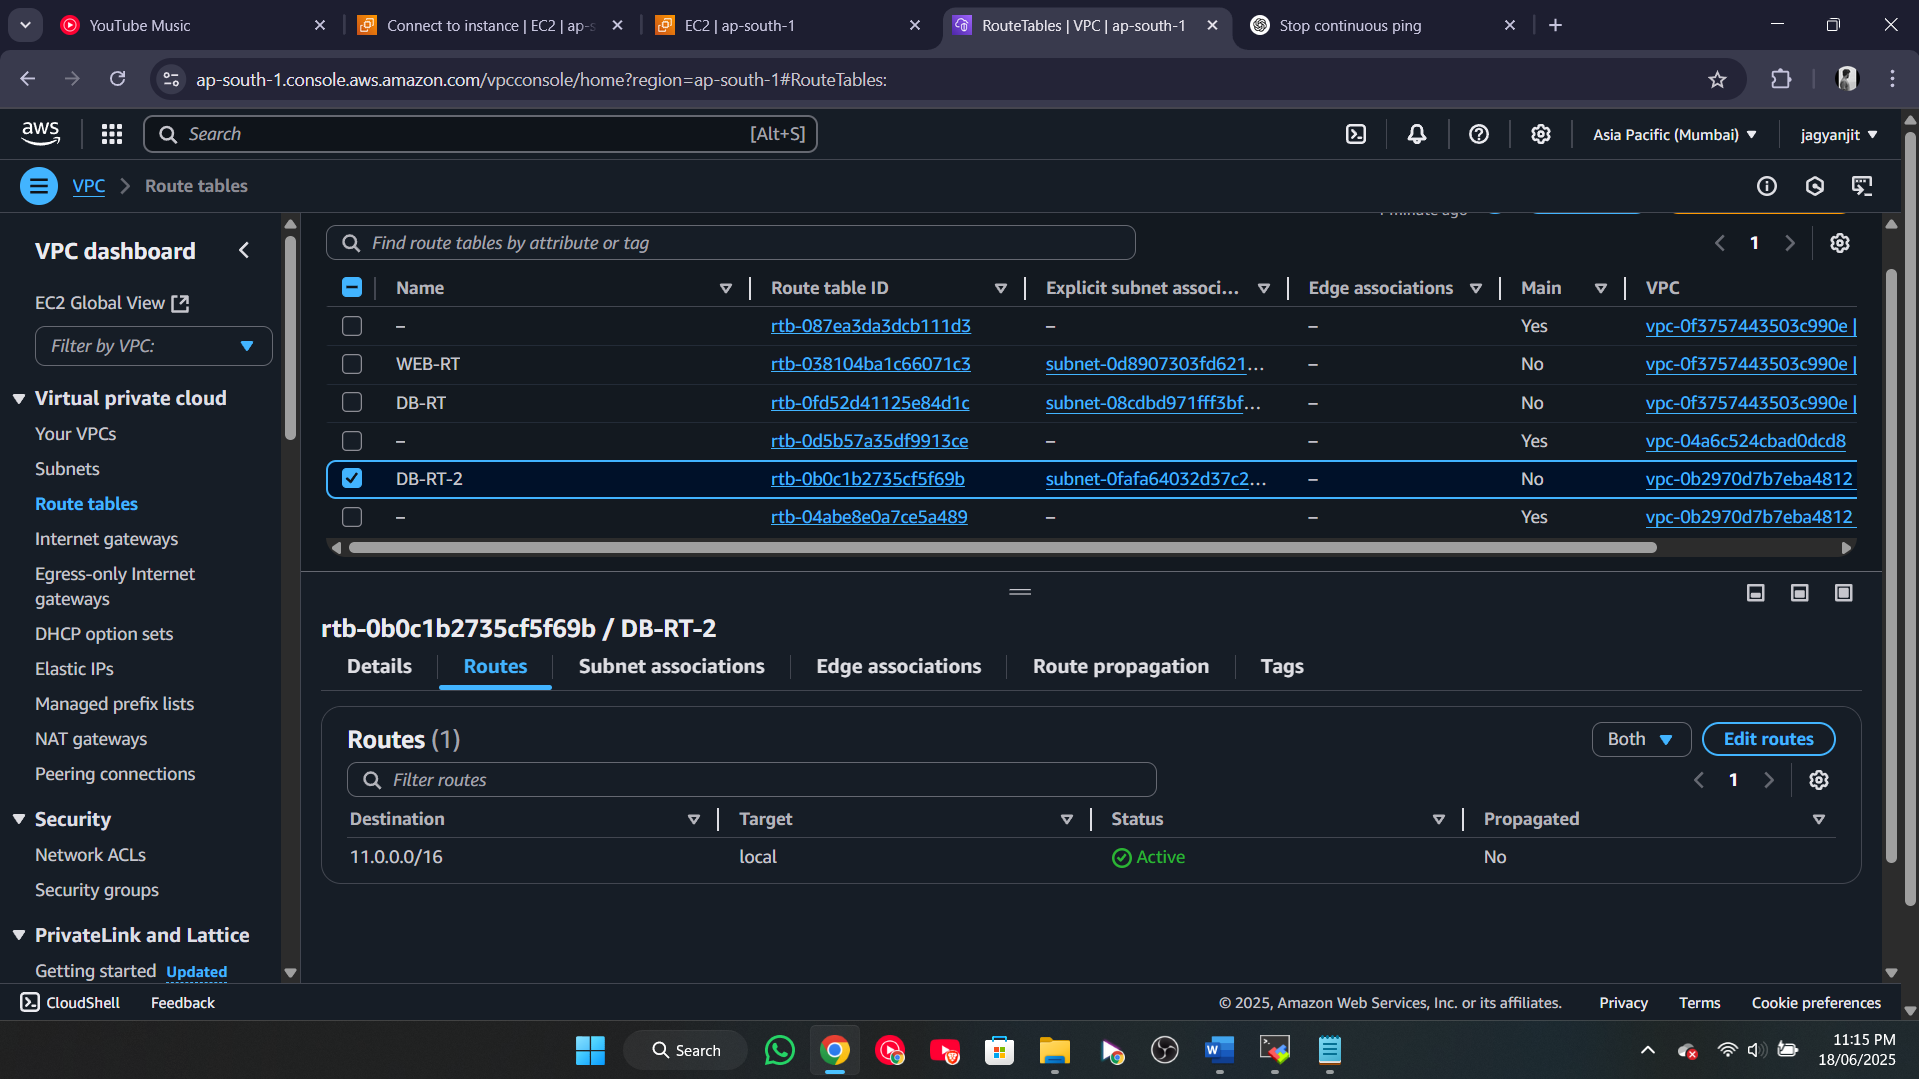 YouTube Music
Connect to instance | EC2 | ap-s
EC2 | ap-south-1
RouteTables | VPC | ap-south-1
Stop continuous ping
ap-south-1.console.aws.amazon.com/vpcconsole/home?region=ap-south-1#RouteTables:
aws
Search [Alt+S]
Asia Pacific (Mumbai)
jagyanjit
VPC
Route tables
VPC dashboard
EC2 Global View
Filter by VPC:
Virtual private cloud
Your VPCs
Subnets
Route tables
Internet gateways
Egress-only Internet
gateways
DHCP option sets
Elastic IPs
Managed prefix lists
NAT gateways
Peering connections
Security
Network ACLs
Security groups
PrivateLink and Lattice
Getting started Updated
Find route tables by attribute or tag
1
Name Route table ID Explicit subnet associ... Edge associations Main VPC
– rtb-087ea3da3dcb111d3 – – Yes vpc-0f3757443503c990e |
WEB-RT rtb-038104ba1c66071c3 subnet-0d8907303fd621... – No vpc-0f3757443503c990e |
DB-RT rtb-0fd52d41125e84d1c subnet-08cdbd971fff3bf... – No vpc-0f3757443503c990e |
– rtb-0d5b57a35df9913ce – – Yes vpc-04a6c524cbad0dcd8
DB-RT-2 rtb-0b0c1b2735cf5f69b subnet-0fafa64032d37c2... – No vpc-0b2970d7b7eba4812
– rtb-04abe8e0a7ce5a489 – – Yes vpc-0b2970d7b7eba4812
rtb-0b0c1b2735cf5f69b / DB-RT-2
Details Routes Subnet associations Edge associations Route propagation Tags
Routes (1)
Both Edit routes
Filter routes
1
Destination Target Status Propagated
11.0.0.0/16 local Active No
CloudShell Feedback
© 2025, Amazon Web Services, Inc. or its affiliates. Privacy Terms Cookie preferences
Search
11:15 PM
18/06/2025